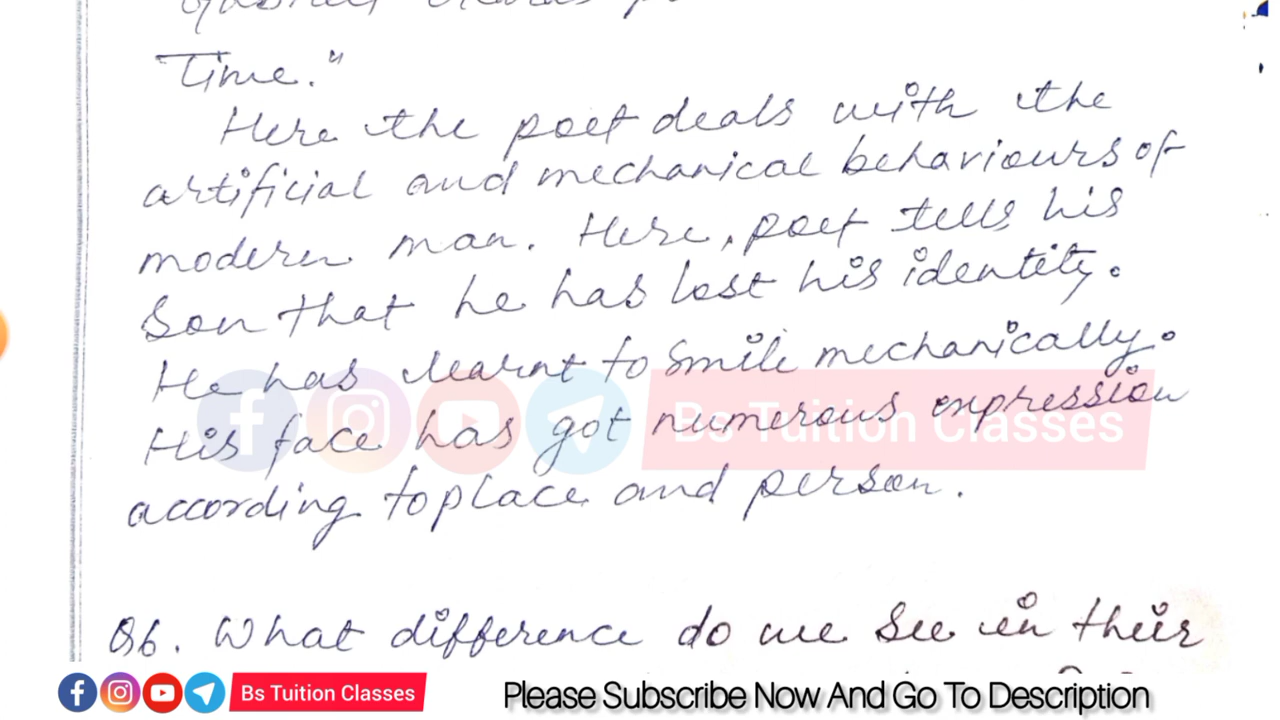 Time."
Here the poet deals with the
artificial and mechanical behaviours of
modern man. Here, poet tells his
Son that he has lost his identity.
He has learnt to Smile mechanically.
His face has got numerous expression
according to place and person.
Bs Tuition Classes
Q6. What difference do we See in their
Bs Tuition Classes
Please Subscribe Now And Go To Description